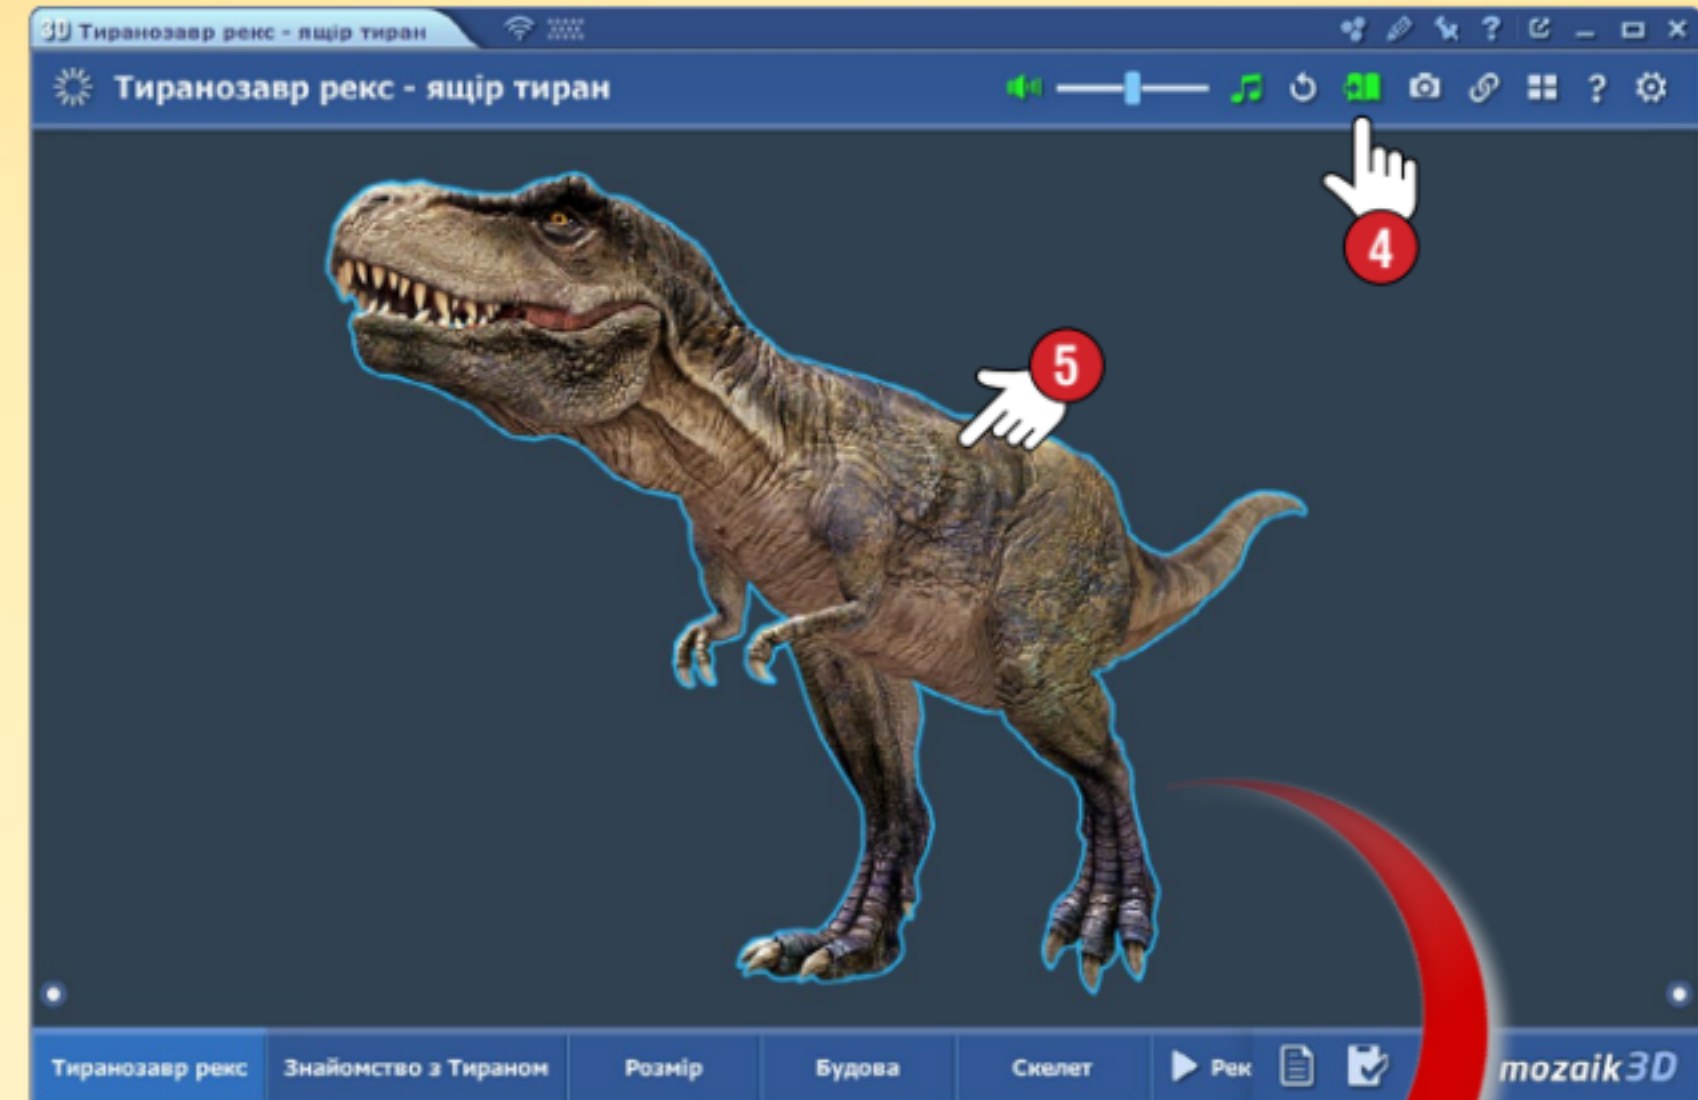 3D Тиранозавр рекс - ящір тиран
?
Тиранозавр рекс - ящір тиран
?
4
5
Тиранозавр рекс
Знайомство з Тираном
Розмір
Будова
Скелет
Рек
mozaik3D